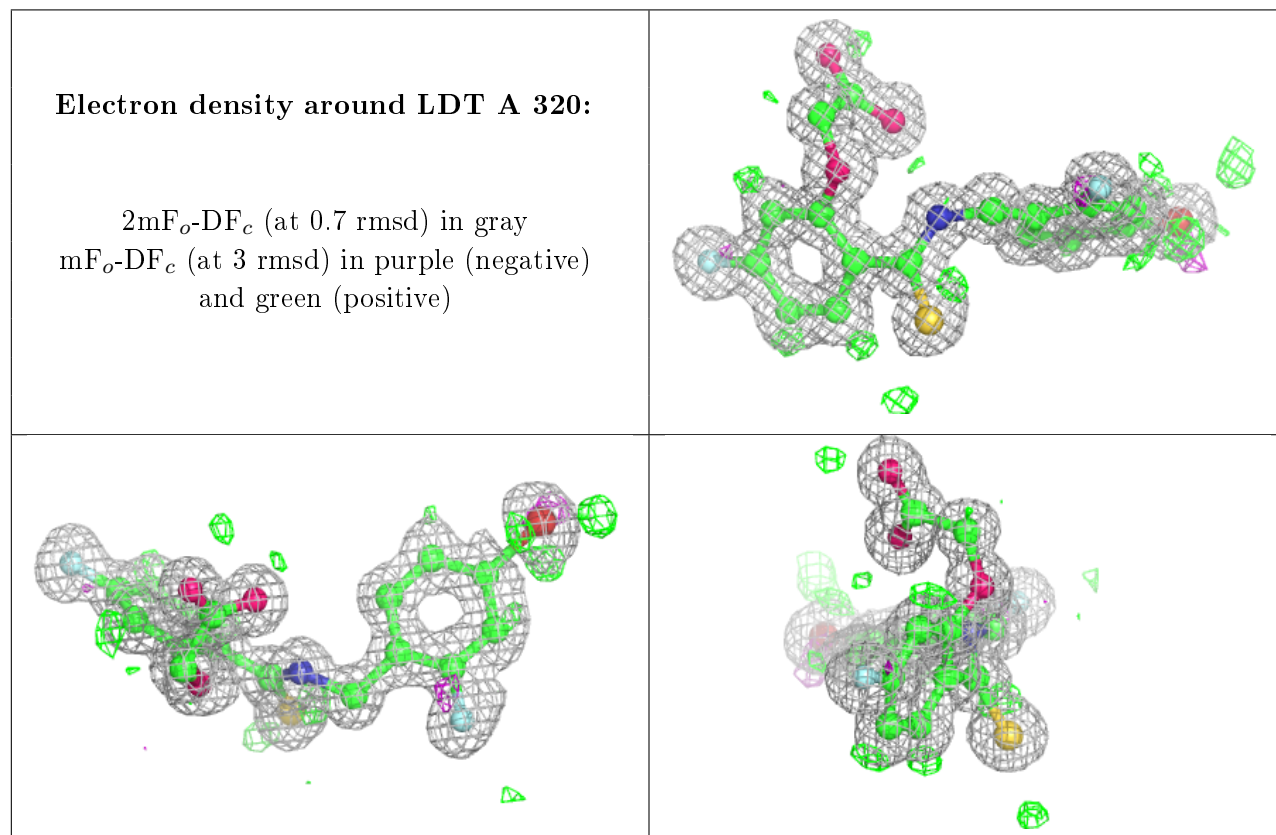 Electron density around LDT A 320:
2mFₒ-DF𝒸 (at 0.7 rmsd) in gray
mFₒ-DF𝒸 (at 3 rmsd) in purple (negative)
and green (positive)